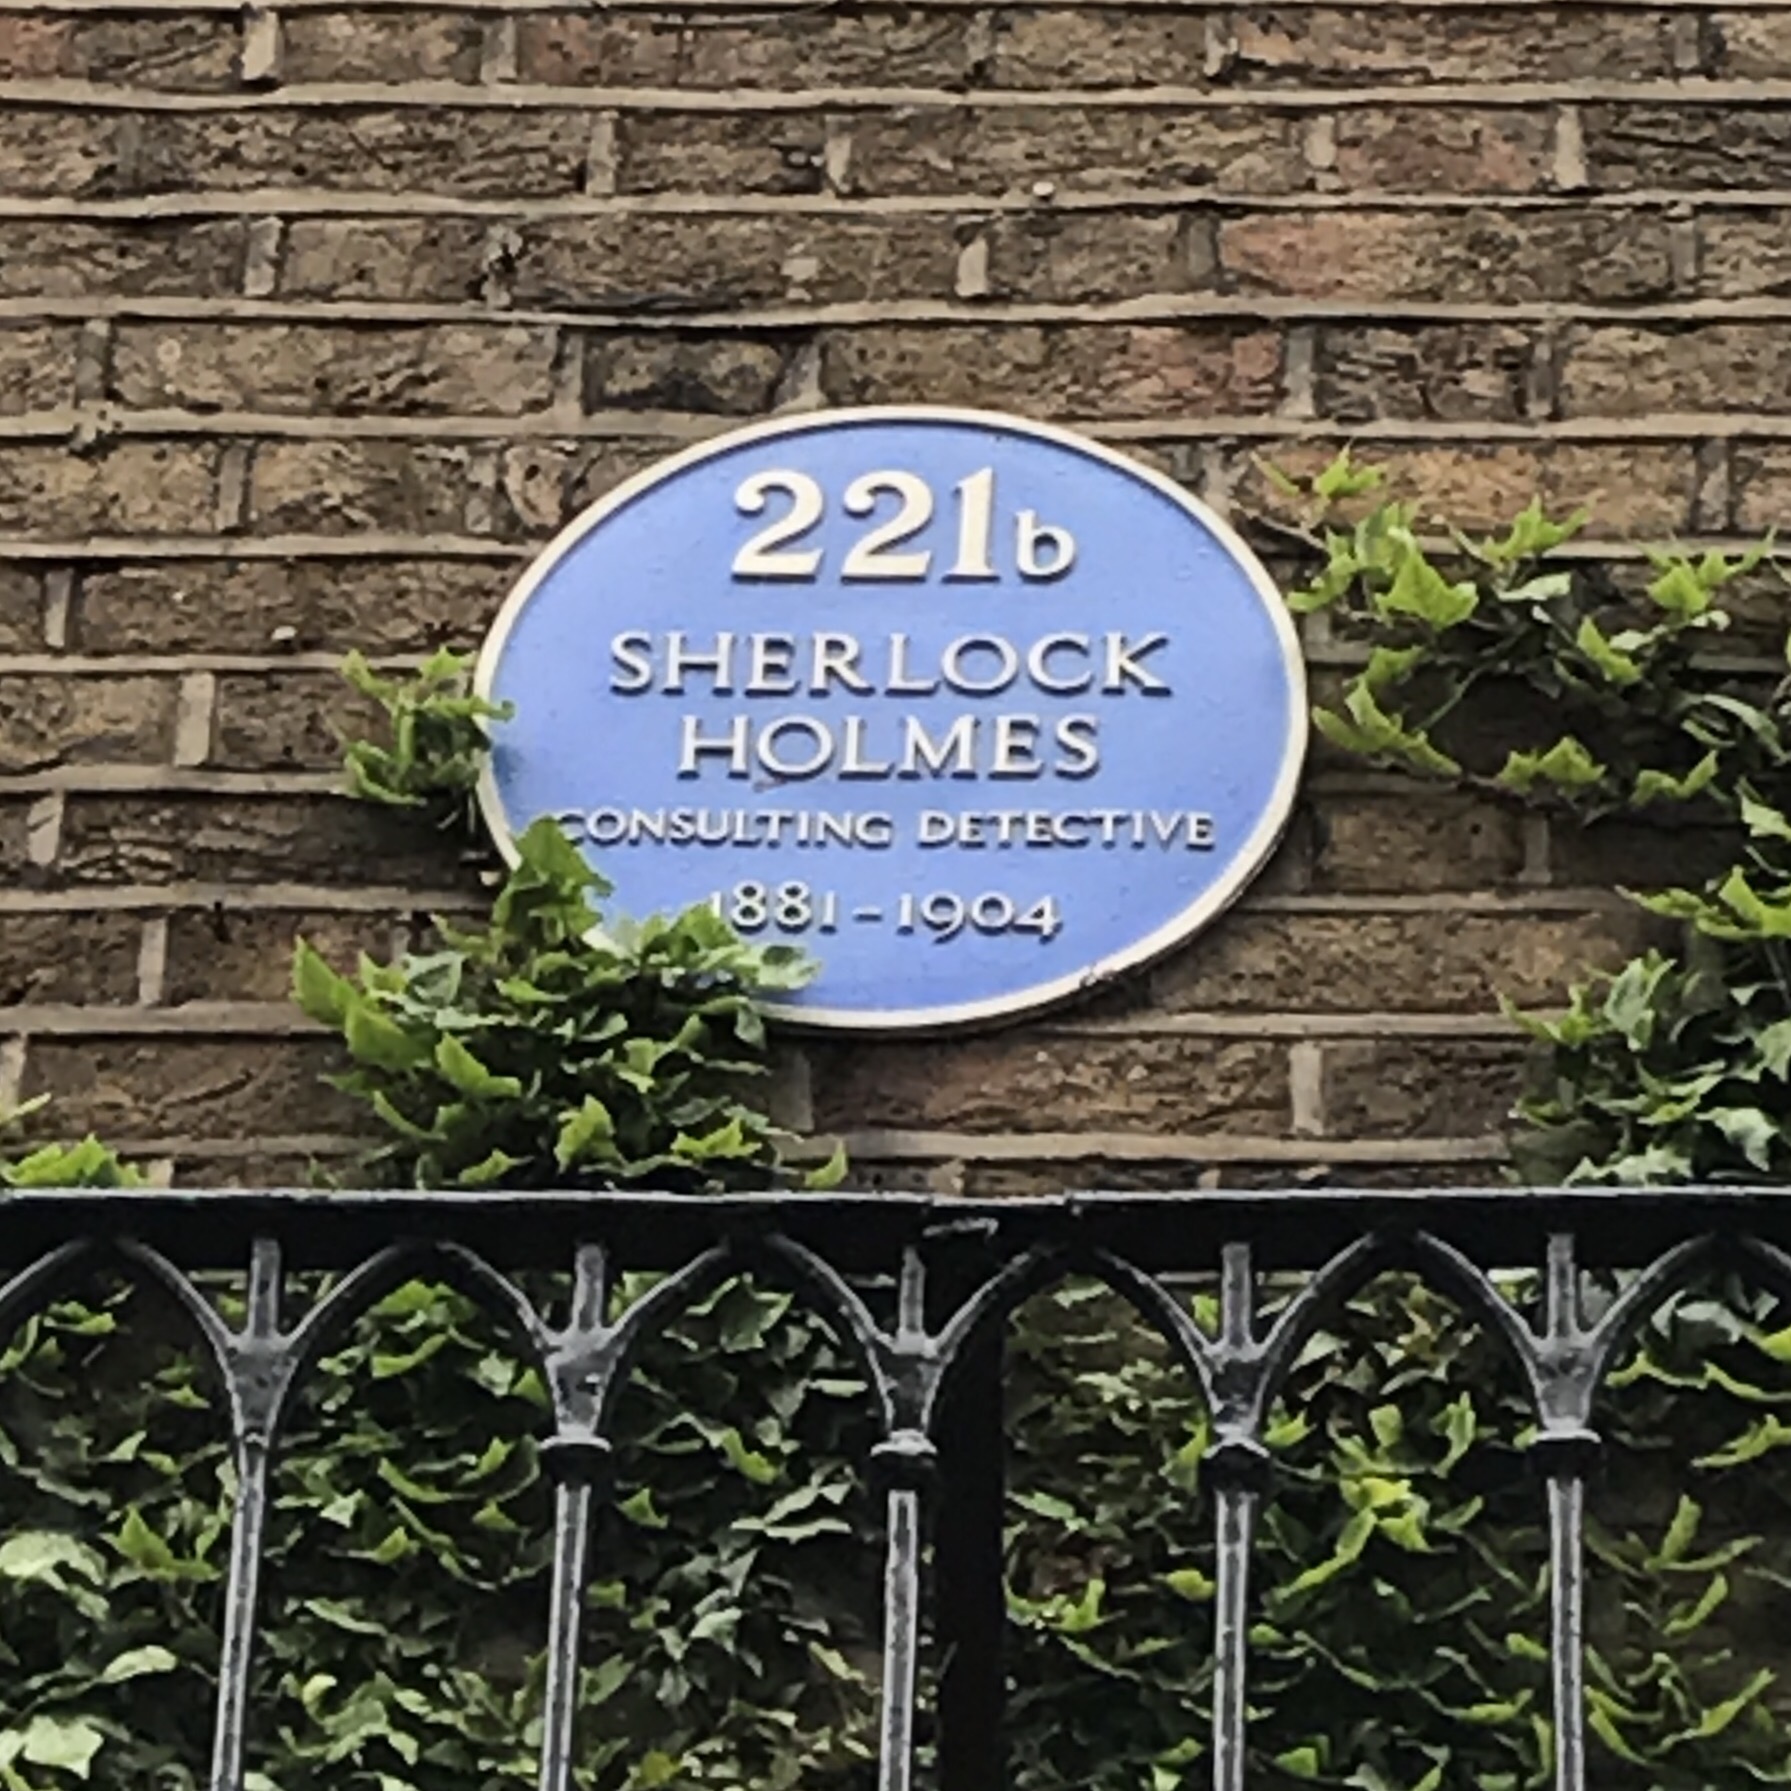 221b
SHERLOCK
HOLMES
CONSULTING DETECTIVE
1881-1904